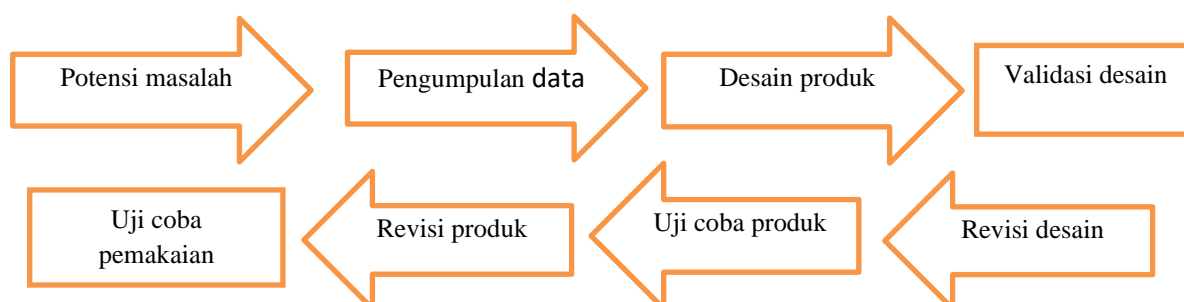 Potensi masalah
Pengumpulan data
Desain produk
Validasi desain
Uji coba
pemakaian
Revisi produk
Uji coba produk
Revisi desain